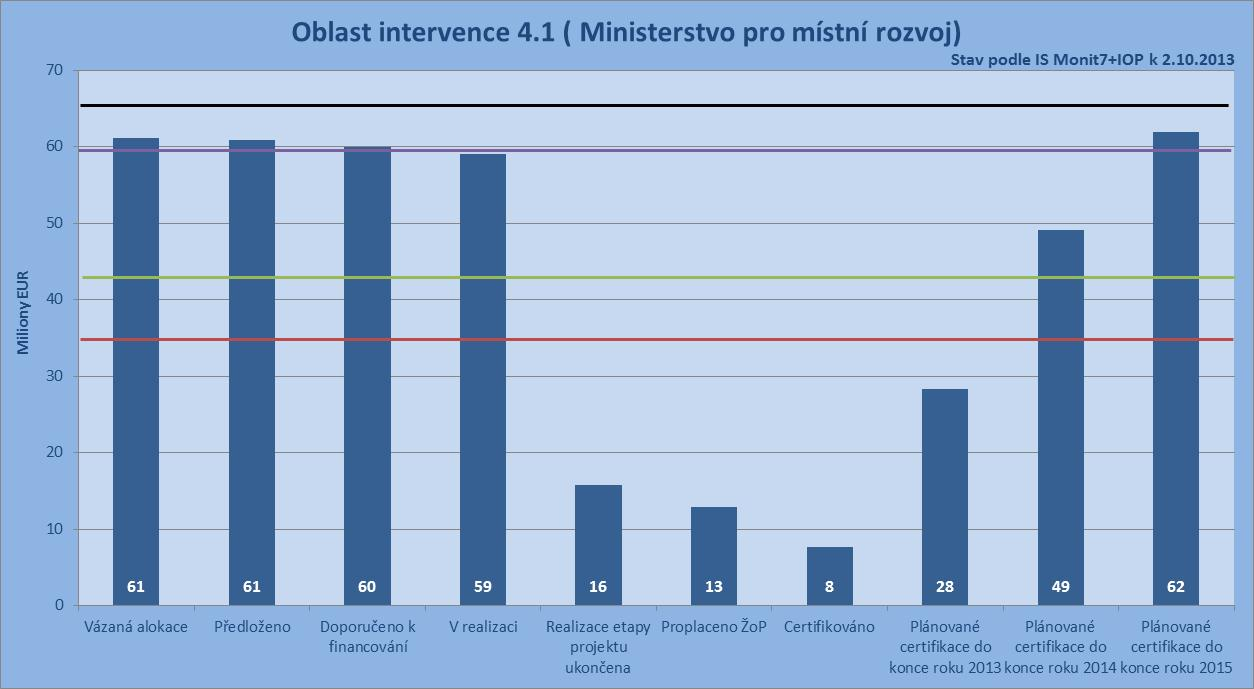 Oblast intervence 4.1 ( Ministerstvo pro místní rozvoj)
Stav podle IS Monit7+IOP k 2.10.2013
Miliony EUR
70
60
50
40
30
20
10
0
61
61
60
59
16
13
8
28
49
62
Vázaná alokace
Předloženo
Doporučeno k
financování
V realizaci
Realizace etapy
projektu
ukončena
Proplaceno ŽoP
Certifikováno
Plánované
certifikace do
konce roku 2013
Plánované
certifikace do
konce roku 2014
Plánované
certifikace do
konce roku 2015